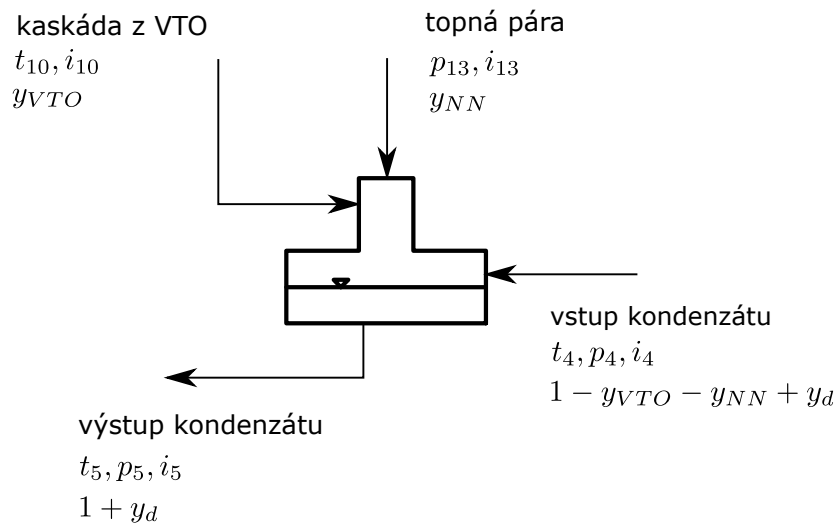 kaskáda z VTO
t_{10}, i_{10}
y_{VTO}
topná pára
p_{13}, i_{13}
y_{NN}
vstup kondenzátu
t_4, p_4, i_4
1 − y_{VTO} − y_{NN} + y_d
výstup kondenzátu
t_5, p_5, i_5
1 + y_d